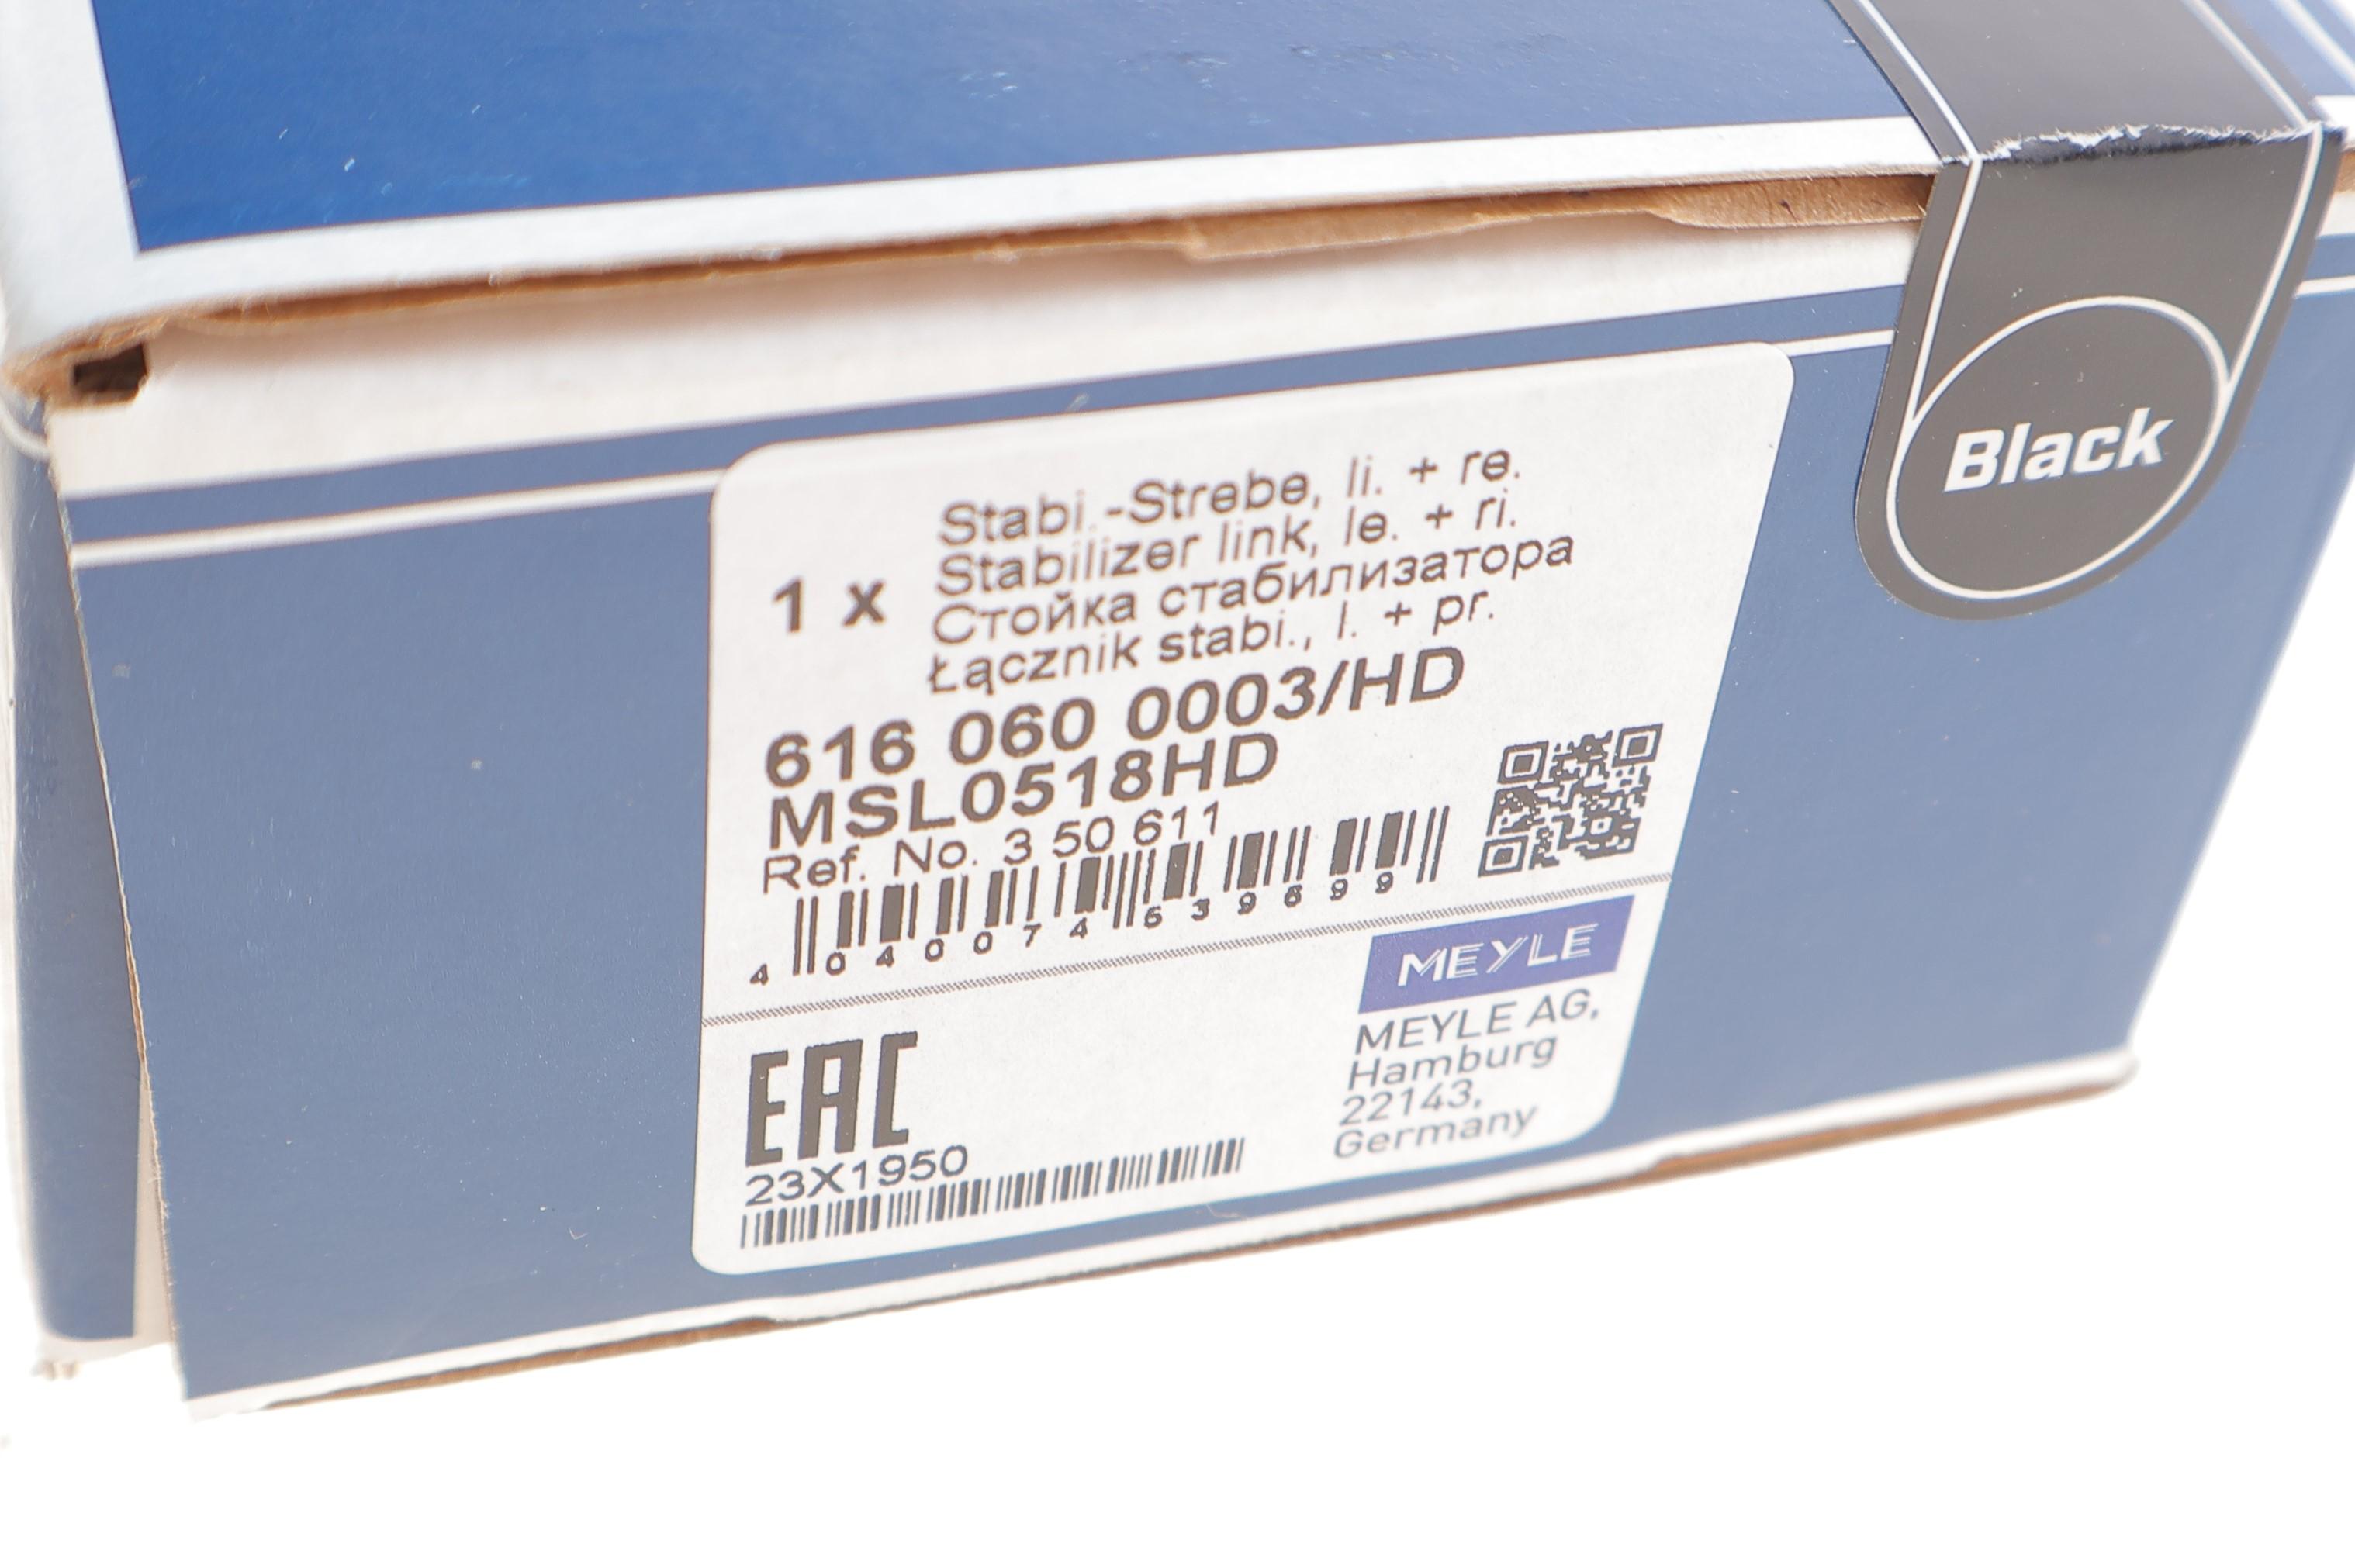 Black
1 x
Stabi.-Strebe, li. + re.
Stabilizer link, le. + ri.
Стойка стабилизатора
Łącznik stabi., l. + pr.
616 060 0003/HD
MSL0518HD
Ref. No. 3 50 611
4 040074 539699
MEYLE
MEYLE AG,
Hamburg
22143,
Germany
EAC
23X1950